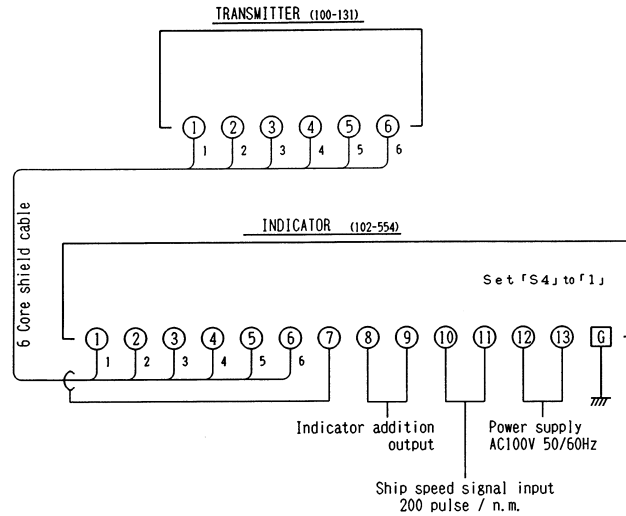 TRANSMITTER (100-131)
1 2 3 4 5 6
1 2 3 4 5 6
6 Core shield cable
INDICATOR (102-554)
Set「S4」to「1」
1 2 3 4 5 6 7 8 9 10 11 12 13 G
1 2 3 4 5 6
Indicator addition
output
Power supply
AC100V 50/60Hz
Ship speed signal input
200 pulse / n.m.